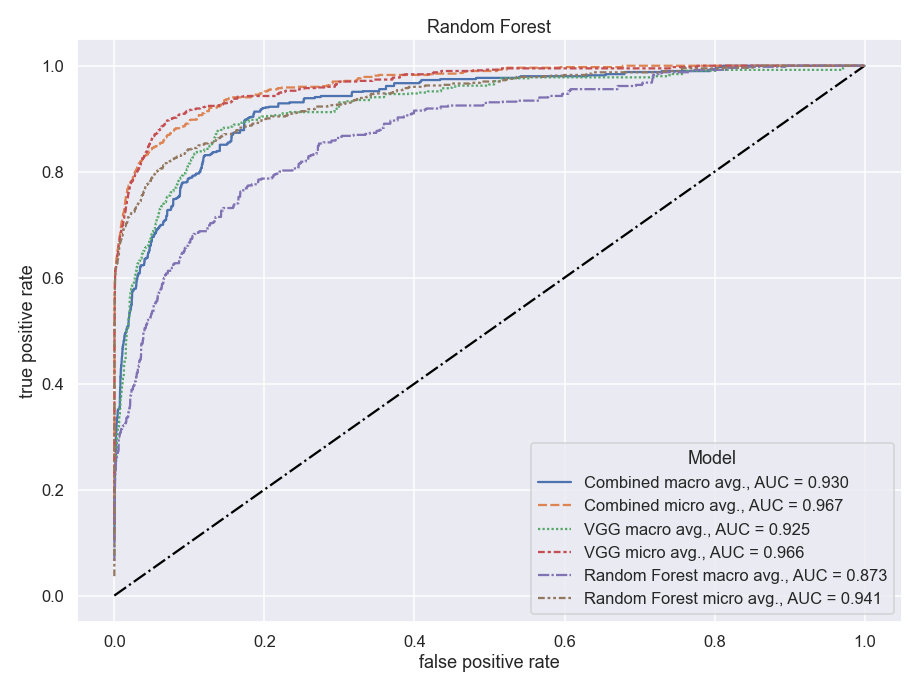 Random Forest
true positive rate
1.0
0.8
0.6
0.4
0.2
0.0
0.0 0.2 0.4 0.6 0.8 1.0
false positive rate
Model
Combined macro avg., AUC = 0.930
Combined micro avg., AUC = 0.967
VGG macro avg., AUC = 0.925
VGG micro avg., AUC = 0.966
Random Forest macro avg., AUC = 0.873
Random Forest micro avg., AUC = 0.941